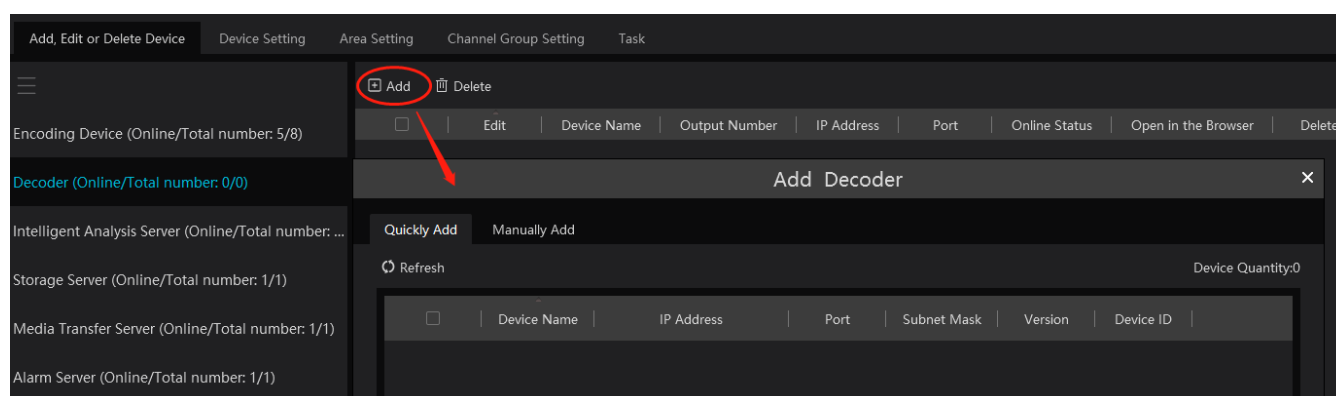 Add, Edit or Delete Device Device Setting Area Setting Channel Group Setting Task
Add Delete
Edit Device Name Output Number IP Address Port Online Status Open in the Browser Delete
Encoding Device (Online/Total number: 5/8)
Decoder (Online/Total number: 0/0)
Add Decoder
Intelligent Analysis Server (Online/Total number: ...
Quickly Add Manually Add
Refresh Device Quantity:0
Storage Server (Online/Total number: 1/1)
Device Name IP Address Port Subnet Mask Version Device ID
Media Transfer Server (Online/Total number: 1/1)
Alarm Server (Online/Total number: 1/1)